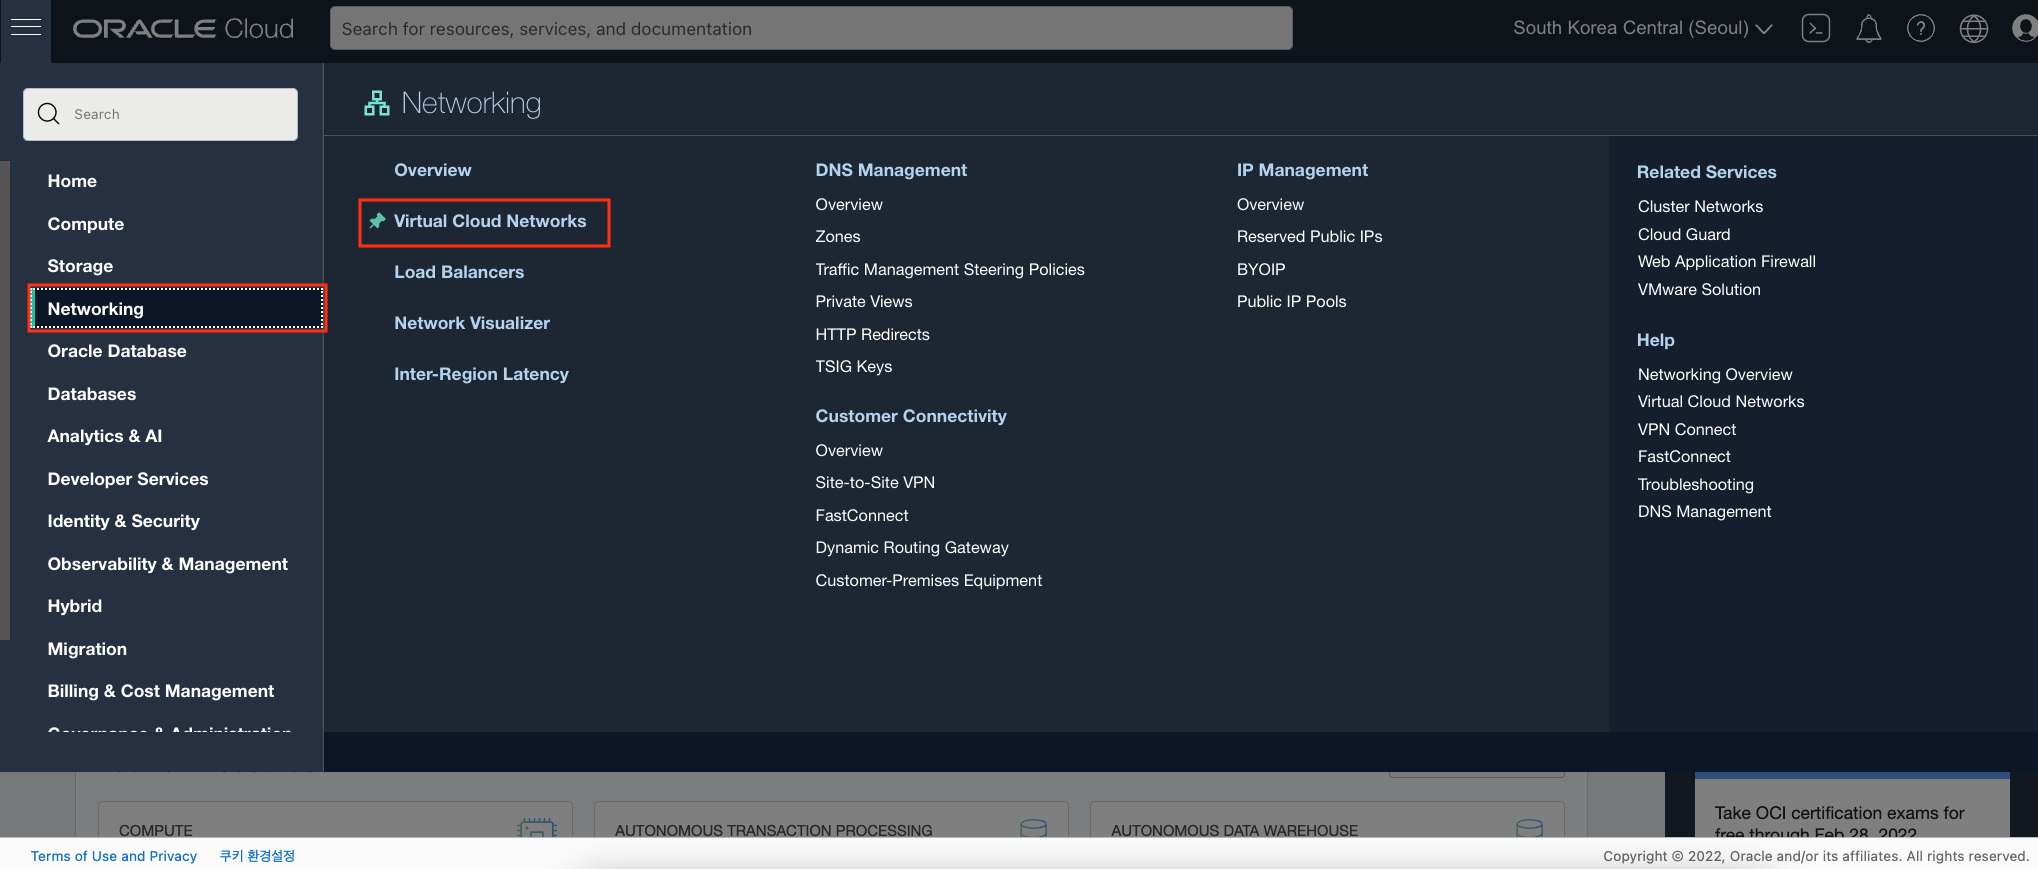 ORACLE Cloud
Search for resources, services, and documentation
South Korea Central (Seoul)
Search
Home
Compute
Storage
Networking
Oracle Database
Databases
Analytics & AI
Developer Services
Identity & Security
Observability & Management
Hybrid
Migration
Billing & Cost Management
Governance & Administration
Networking
Overview
Virtual Cloud Networks
Load Balancers
Network Visualizer
Inter-Region Latency
DNS Management
Overview
Zones
Traffic Management Steering Policies
Private Views
HTTP Redirects
TSIG Keys
Customer Connectivity
Overview
Site-to-Site VPN
FastConnect
Dynamic Routing Gateway
Customer-Premises Equipment
IP Management
Overview
Reserved Public IPs
BYOIP
Public IP Pools
Related Services
Cluster Networks
Cloud Guard
Web Application Firewall
VMware Solution
Help
Networking Overview
Virtual Cloud Networks
VPN Connect
FastConnect
Troubleshooting
DNS Management
COMPUTE
AUTONOMOUS TRANSACTION PROCESSING
AUTONOMOUS DATA WAREHOUSE
Take OCI certification exams for
free through Feb 28, 2022
Terms of Use and Privacy
쿠키 환경설정
Copyright © 2022, Oracle and/or its affiliates. All rights reserved.